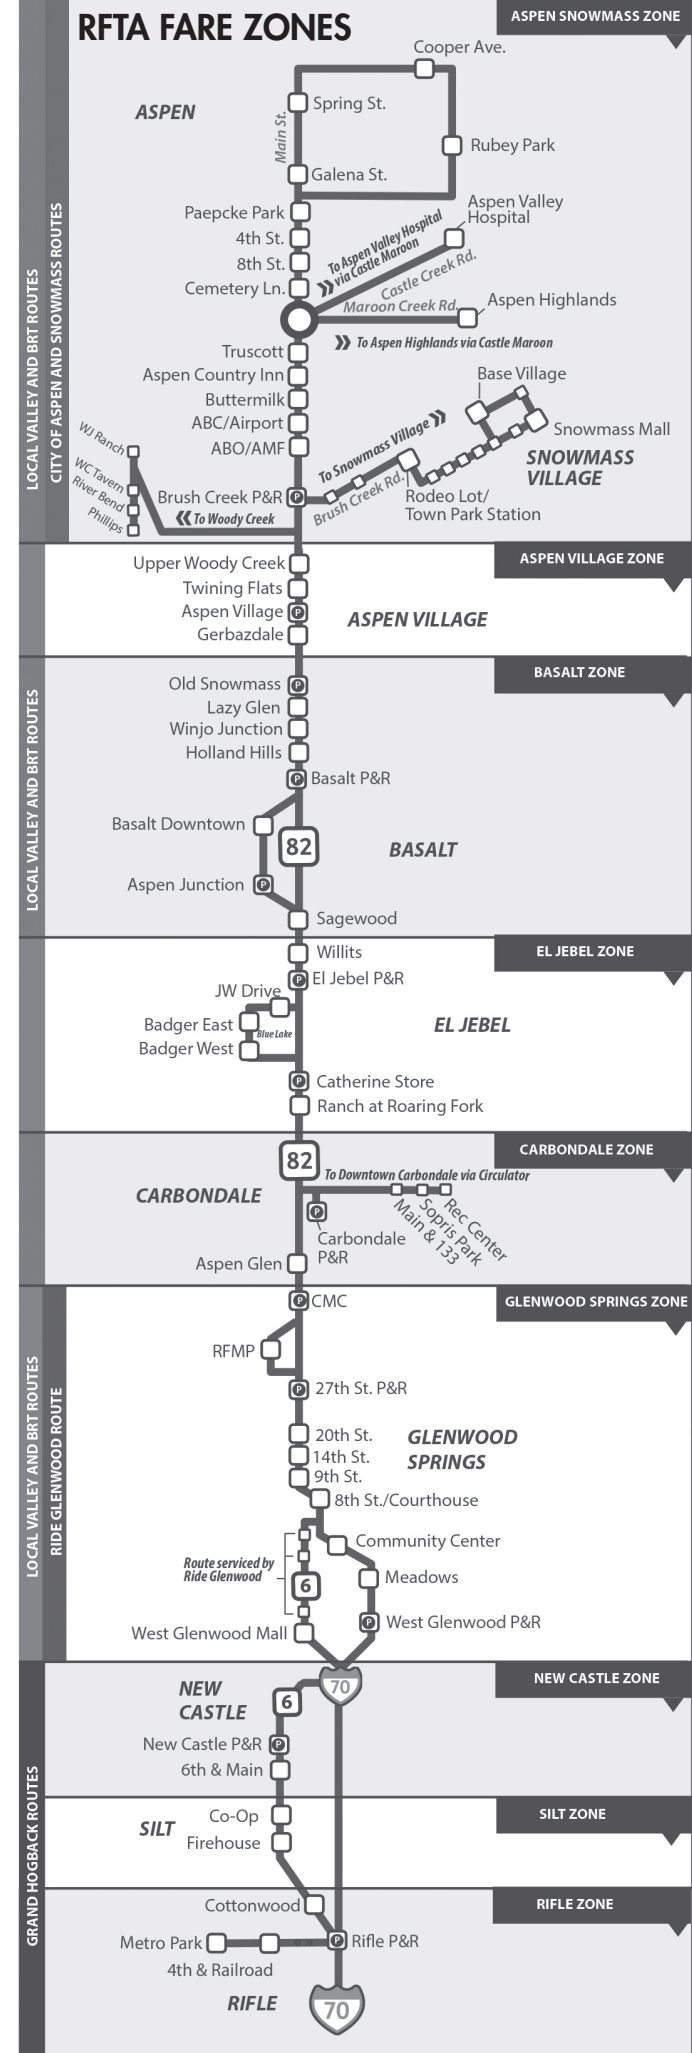 RFTA FARE ZONES
ASPEN SNOWMASS ZONE
LOCAL VALLEY AND BRT ROUTES
CITY OF ASPEN AND SNOWMASS ROUTES
ASPEN
Cooper Ave.
Spring St.
Main St.
Rubey Park
Galena St.
Paepcke Park
4th St.
8th St.
Cemetery Ln.
Aspen Valley
Hospital
To Aspen Valley Hospital
via Castle Maroon
Castle Creek Rd.
Maroon Creek Rd.
Aspen Highlands
To Aspen Highlands via Castle Maroon
Truscott
Aspen Country Inn
Buttermilk
ABC/Airport
ABO/AMF
Base Village
Snowmass Mall
SNOWMASS
VILLAGE
To Snowmass Village
Brush Creek Rd.
Rodeo Lot/
Town Park Station
Brush Creek P&R
P
To Woody Creek
WJ Ranch
WC Tavern
River Bend
Phillips
ASPEN VILLAGE ZONE
Upper Woody Creek
Twining Flats
Aspen Village
P
Gerbazdale
ASPEN VILLAGE
BASALT ZONE
LOCAL VALLEY AND BRT ROUTES
Old Snowmass
P
Lazy Glen
Winjo Junction
Holland Hills
P
Basalt P&R
Basalt Downtown
82
BASALT
Aspen Junction
P
Sagewood
EL JEBEL ZONE
Willits
P
El Jebel P&R
JW Drive
Badger East
Blue Lake
Badger West
EL JEBEL
P
Catherine Store
Ranch at Roaring Fork
CARBONDALE ZONE
82
To Downtown Carbondale via Circulator
CARBONDALE
P
Carbondale
P&R
Main & 133
Sopris Park
Rec Center
Aspen Glen
GLENWOOD SPRINGS ZONE
LOCAL VALLEY AND BRT ROUTES
RIDE GLENWOOD ROUTE
P
CMC
RFMP
P
27th St. P&R
20th St.
14th St.
9th St.
GLENWOOD
SPRINGS
8th St./Courthouse
Community Center
Route serviced by
Ride Glenwood
6
Meadows
P
West Glenwood P&R
West Glenwood Mall
NEW CASTLE ZONE
GRAND HOGBACK ROUTES
70
NEW
CASTLE
6
New Castle P&R
P
6th & Main
SILT ZONE
Co-Op
SILT
Firehouse
RIFLE ZONE
Cottonwood
Metro Park
P
Rifle P&R
4th & Railroad
RIFLE
70